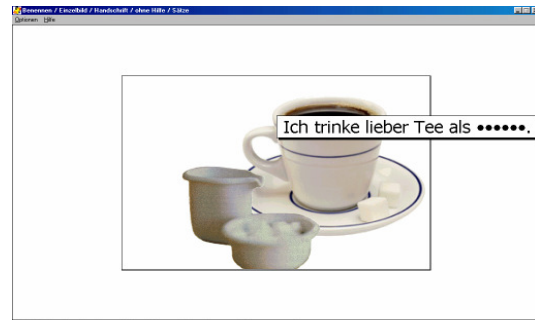 Benennen / Einzelbild / Handschrift / ohne Hilfe / Sätze
Optionen Hilfe
Ich trinke lieber Tee als ••••••.